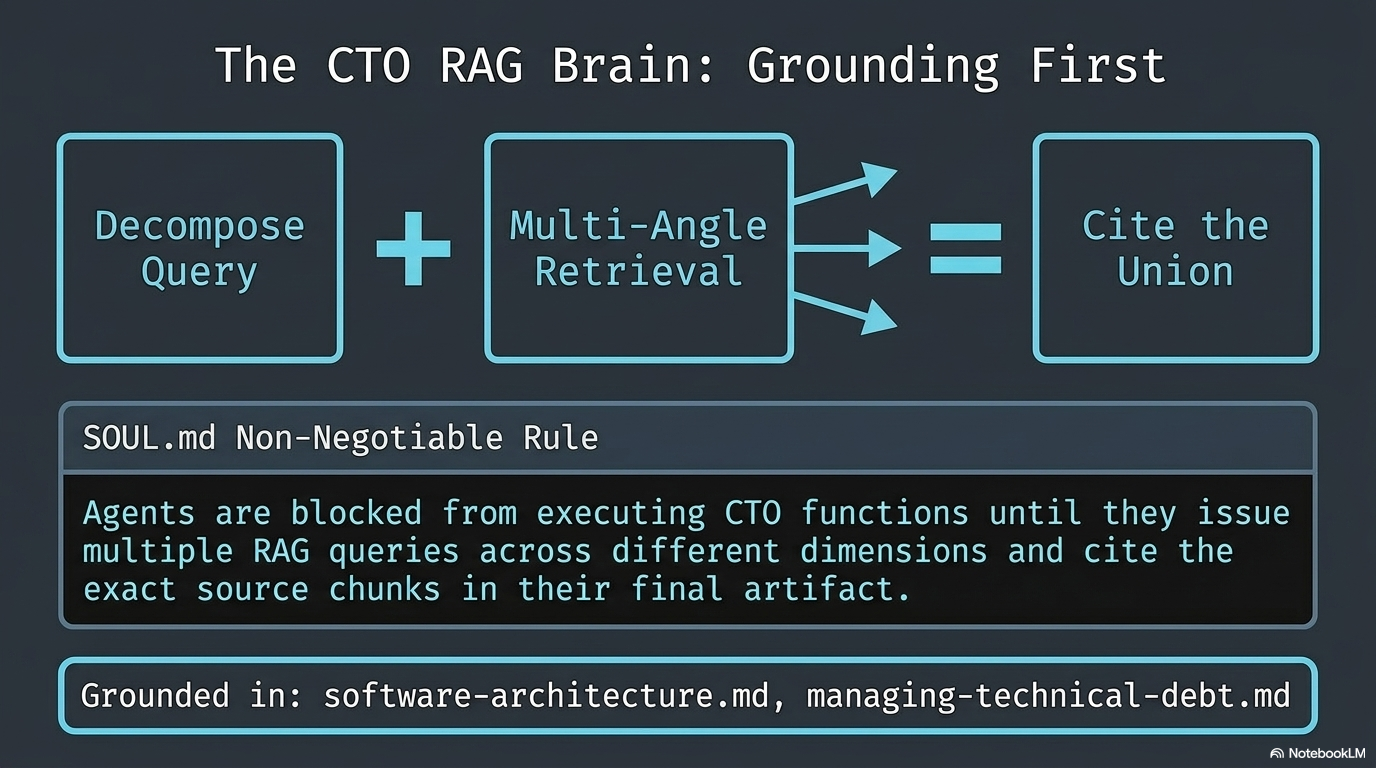 The CTO RAG Brain: Grounding First
Decompose
Query
+
Multi-Angle
Retrieval
=
Cite the
Union
SOUL.md Non-Negotiable Rule
Agents are blocked from executing CTO functions until they issue
multiple RAG queries across different dimensions and cite the
exact source chunks in their final artifact.
Grounded in: software-architecture.md, managing-technical-debt.md
NotebookLM